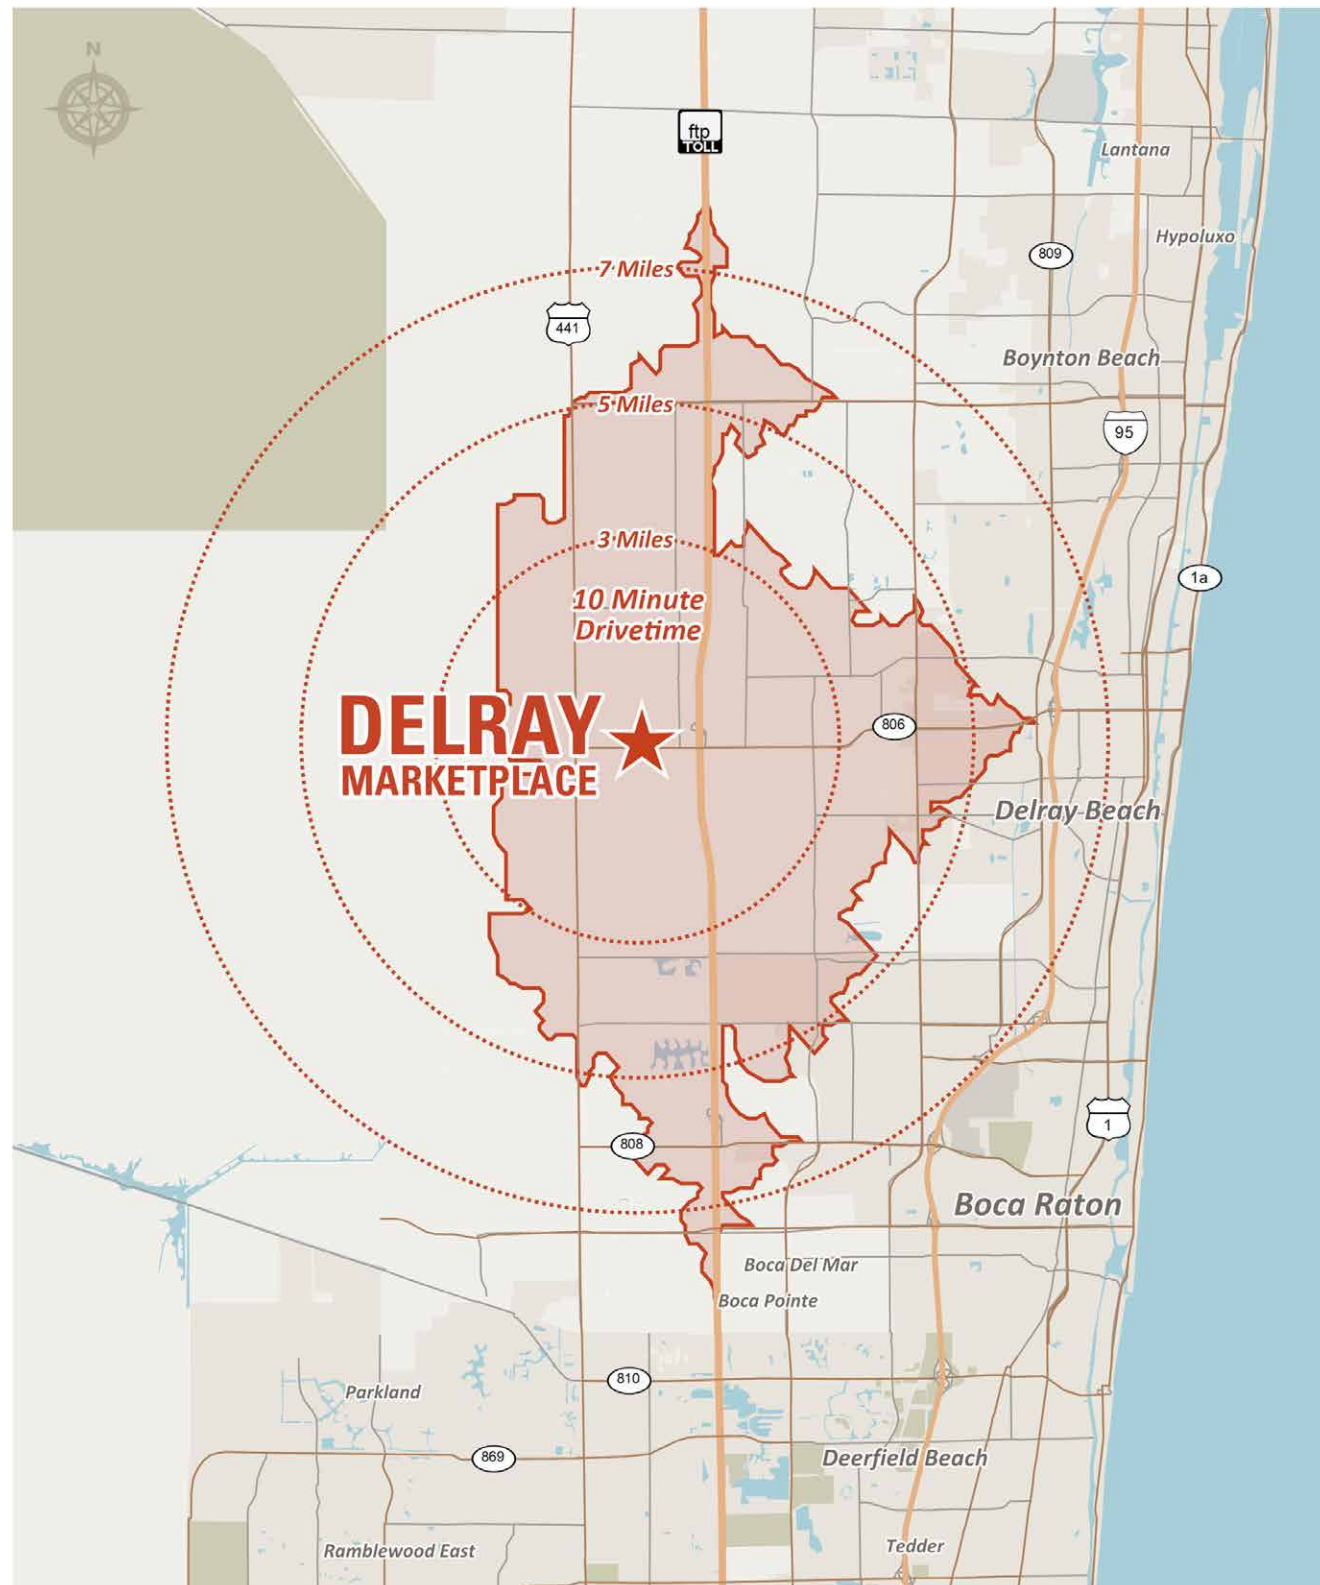 N
ftp
TOLL
Lantana
Hypoluxo
809
7 Miles
441
Boynton Beach
5 Miles
95
3 Miles
1a
10 Minute
Drivetime
DELRAY
MARKETPLACE
806
Delray Beach
1
808
Boca Raton
Boca Del Mar
Boca Pointe
810
Parkland
869
Deerfield Beach
Tedder
Ramblewood East